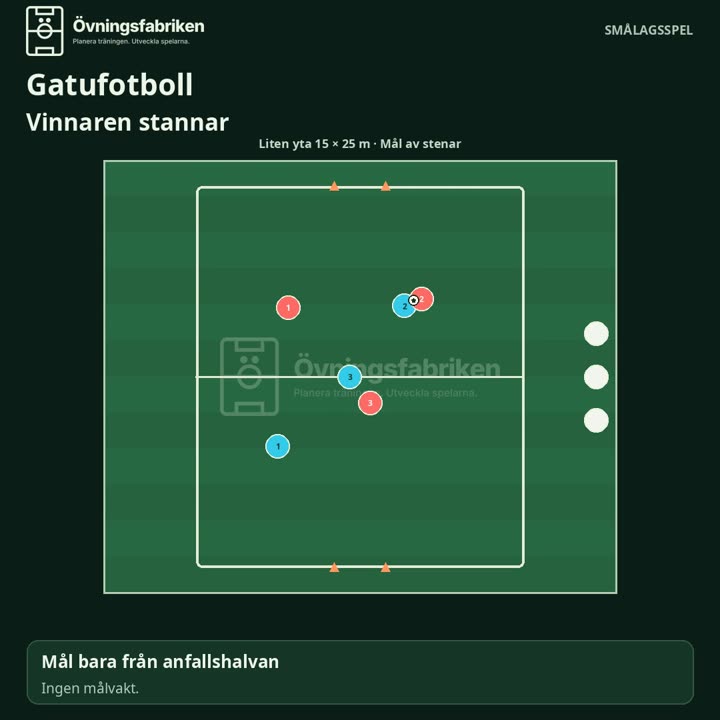 Övningsfabriken
Planera träningen. Utveckla spelarna.
SMÅLAGSSPEL
Gatufotboll
Vinnaren stannar
Liten yta 15 × 25 m · Mål av stenar
1
2
2
Övningsfabriken
3
Planera träningen. Utveckla spelarna.
3
1
Mål bara från anfallshalvan
Ingen målvakt.